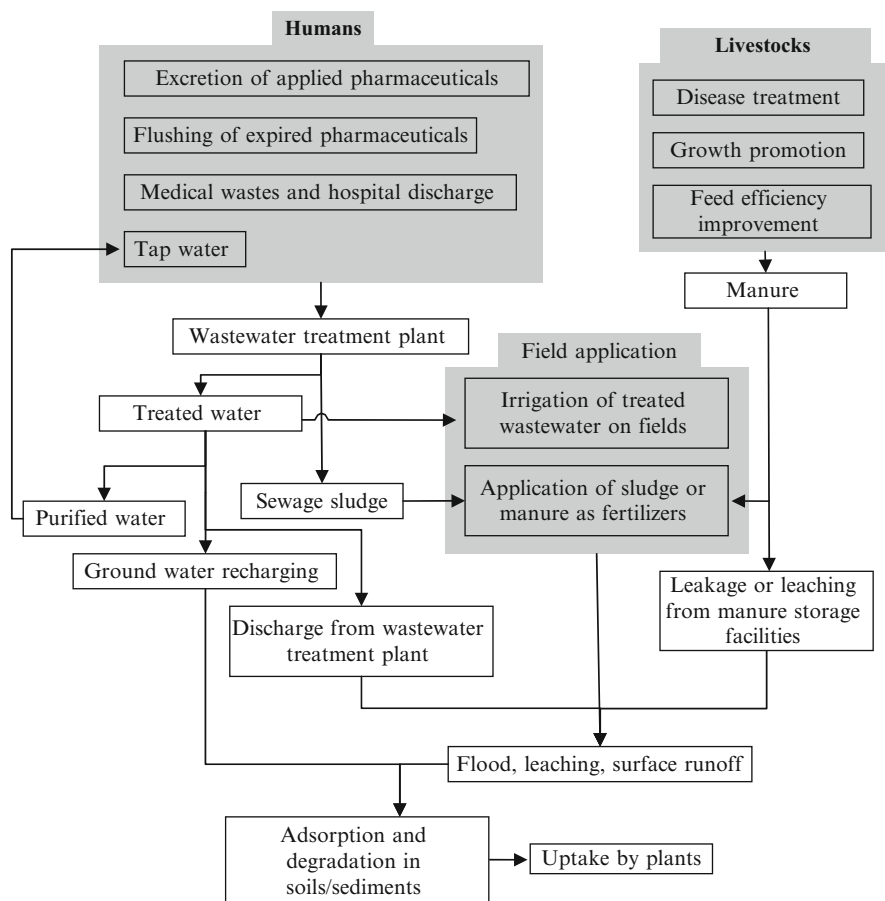 Humans
Excretion of applied pharmaceuticals
Flushing of expired pharmaceuticals
Medical wastes and hospital discharge
Tap water
Livestocks
Disease treatment
Growth promotion
Feed efficiency
improvement
Manure
Wastewater treatment plant
Field application
Treated water
Irrigation of treated
wastewater on fields
Purified water
Sewage sludge
Application of sludge or
manure as fertilizers
Ground water recharging
Discharge from wastewater
treatment plant
Leakage or leaching
from manure storage
facilities
Flood, leaching, surface runoff
Adsorption and
degradation in
soils/sediments
Uptake by plants